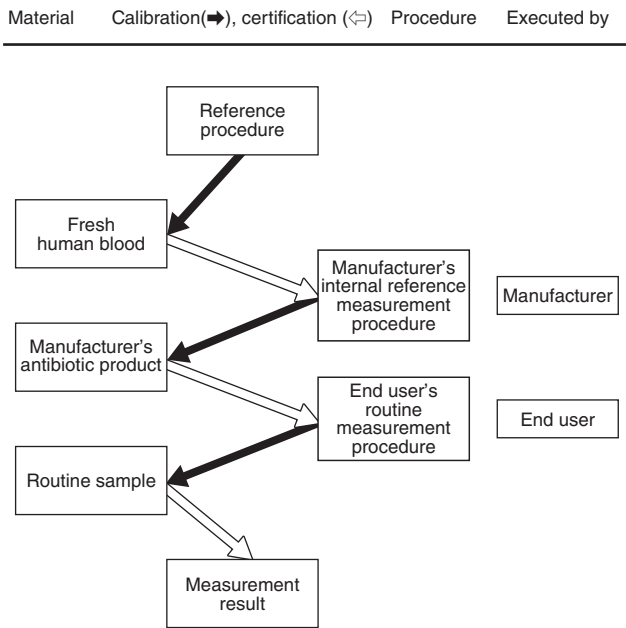 Material Calibration(➡), certification (⇦) Procedure Executed by
Reference
procedure
Fresh
human blood
Manufacturer's
internal reference
measurement
procedure
Manufacturer
Manufacturer's
antibiotic product
End user's
routine
measurement
procedure
End user
Routine sample
Measurement
result